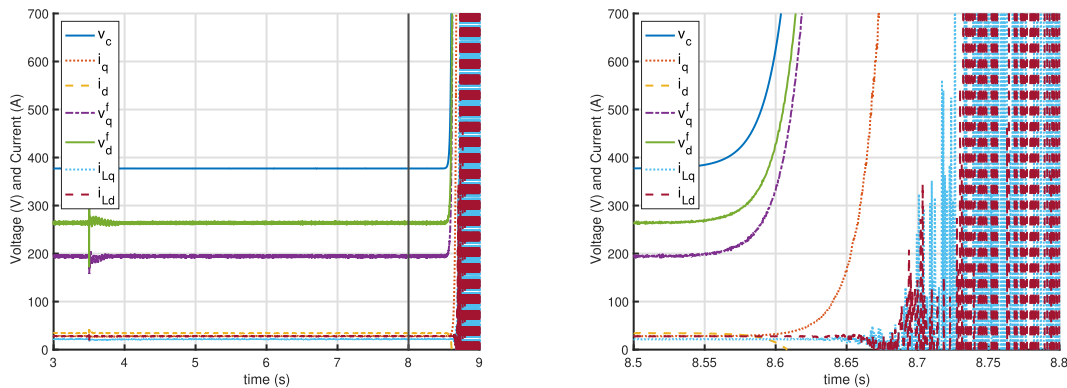 700
600
500
400
300
200
100
0
Voltage (V) and Current (A)
v_c
i_q
i_d
v_q^f
v_d^f
i_Lq
i_Ld
3
4
5
6
7
8
9
time (s)
700
600
500
400
300
200
100
0
Voltage (V) and Current (A)
v_c
i_q
i_d
v_q^f
v_d^f
i_Lq
i_Ld
8.5
8.55
8.6
8.65
8.7
8.75
8.8
time (s)